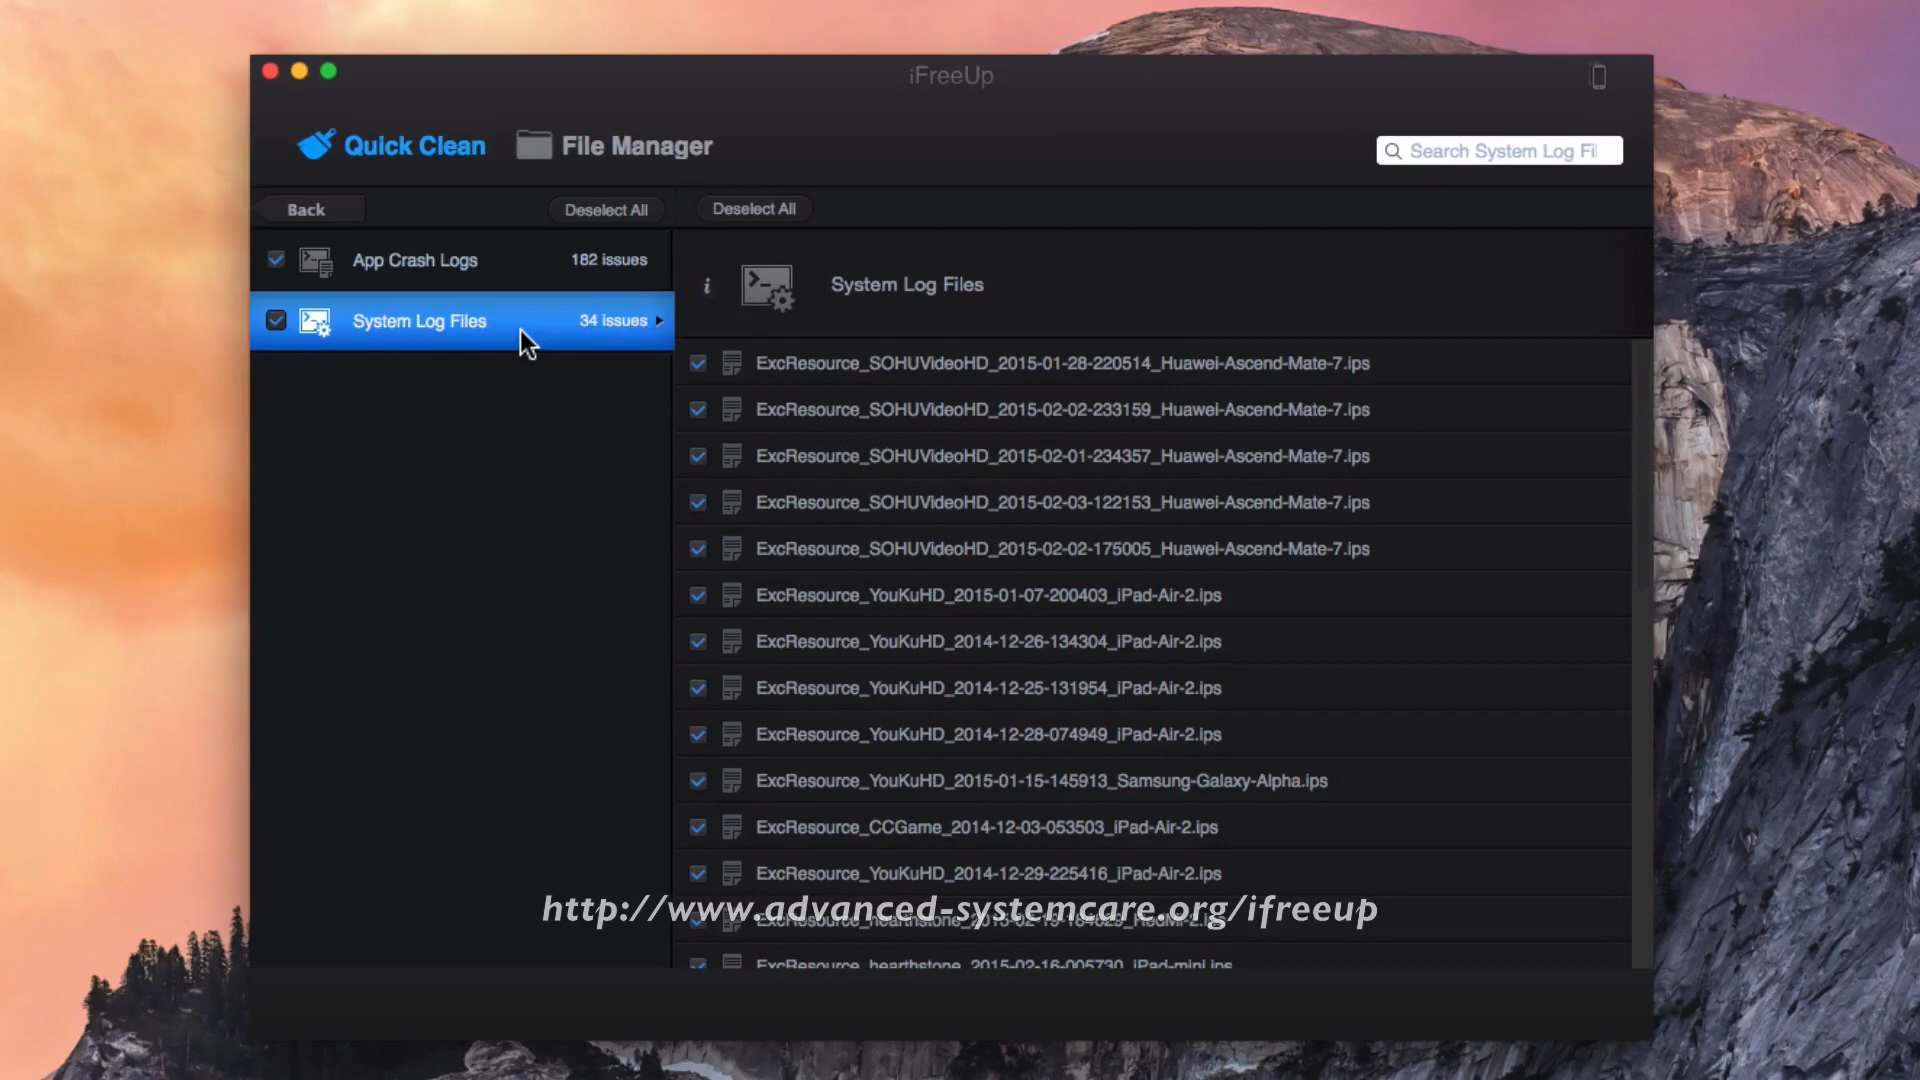 iFreeUp
Quick Clean
File Manager
Search System Log Fi
Back
Deselect All
Deselect All
App Crash Logs
182 issues
System Log Files
34 issues
System Log Files
ExcResource_SOHUVideoHD_2015-01-28-220514_Huawei-Ascend-Mate-7.ips
ExcResource_SOHUVideoHD_2015-02-02-233159_Huawei-Ascend-Mate-7.ips
ExcResource_SOHUVideoHD_2015-02-01-234357_Huawei-Ascend-Mate-7.ips
ExcResource_SOHUVideoHD_2015-02-03-122153_Huawei-Ascend-Mate-7.ips
ExcResource_SOHUVideoHD_2015-02-02-175005_Huawei-Ascend-Mate-7.ips
ExcResource_YouKuHD_2015-01-07-200403_iPad-Air-2.ips
ExcResource_YouKuHD_2014-12-26-134304_iPad-Air-2.ips
ExcResource_YouKuHD_2014-12-25-131954_iPad-Air-2.ips
ExcResource_YouKuHD_2014-12-28-074949_iPad-Air-2.ips
ExcResource_YouKuHD_2015-01-15-145913_Samsung-Galaxy-Alpha.ips
ExcResource_CCGame_2014-12-03-053503_iPad-Air-2.ips
ExcResource_YouKuHD_2014-12-29-225416_iPad-Air-2.ips
http://www.advanced-systemcare.org/ifreeup
ExcResource_hearthstone_2015-02-16-005730_iPad-mini.ips